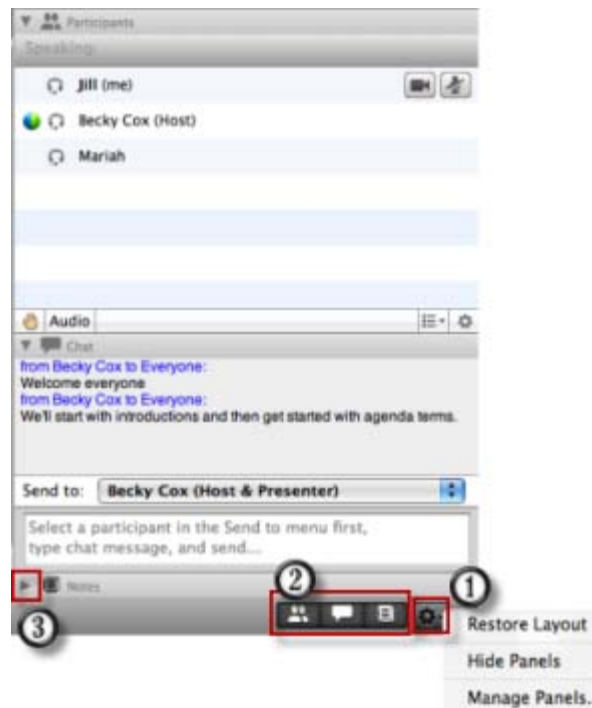 Participants
Speaking:
Jill (me)
Becky Cox (Host)
Mariah
Audio
Chat
from Becky Cox to Everyone:
Welcome everyone
from Becky Cox to Everyone:
We'll start with introductions and then get started with agenda terms.
Send to: Becky Cox (Host & Presenter)
Select a participant in the Send to menu first,
type chat message, and send...
Notes
2
1
3
Restore Layout
Hide Panels
Manage Panels..